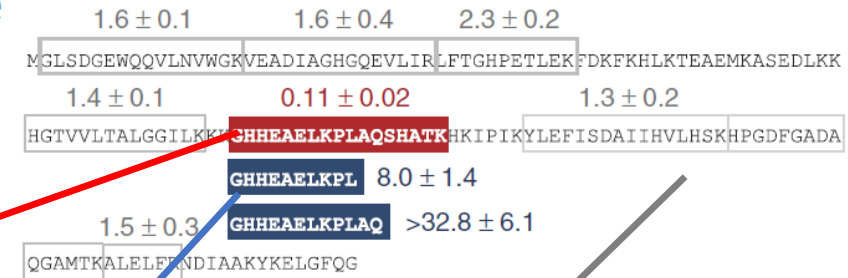 1.6 ± 0.1 1.6 ± 0.4 2.3 ± 0.2
MGLSDGEWQQVLNVWGKVEADIAGHGQEVLIRLFTGHPETLEKFDKFKHLKTEAEMKASEDLKK
1.4 ± 0.1 0.11 ± 0.02 1.3 ± 0.2
HGTVVLTALGGILKKKGHHEAELKPLAQSHATKHKIPIKYLEFISDAIIHVLHSKHPGDFGADA
GHHEAELKPL 8.0 ± 1.4
GHHEAELKPLAQ >32.8 ± 6.1
1.5 ± 0.3
QGAMTKALELFRNDIAAKYKELGFQG